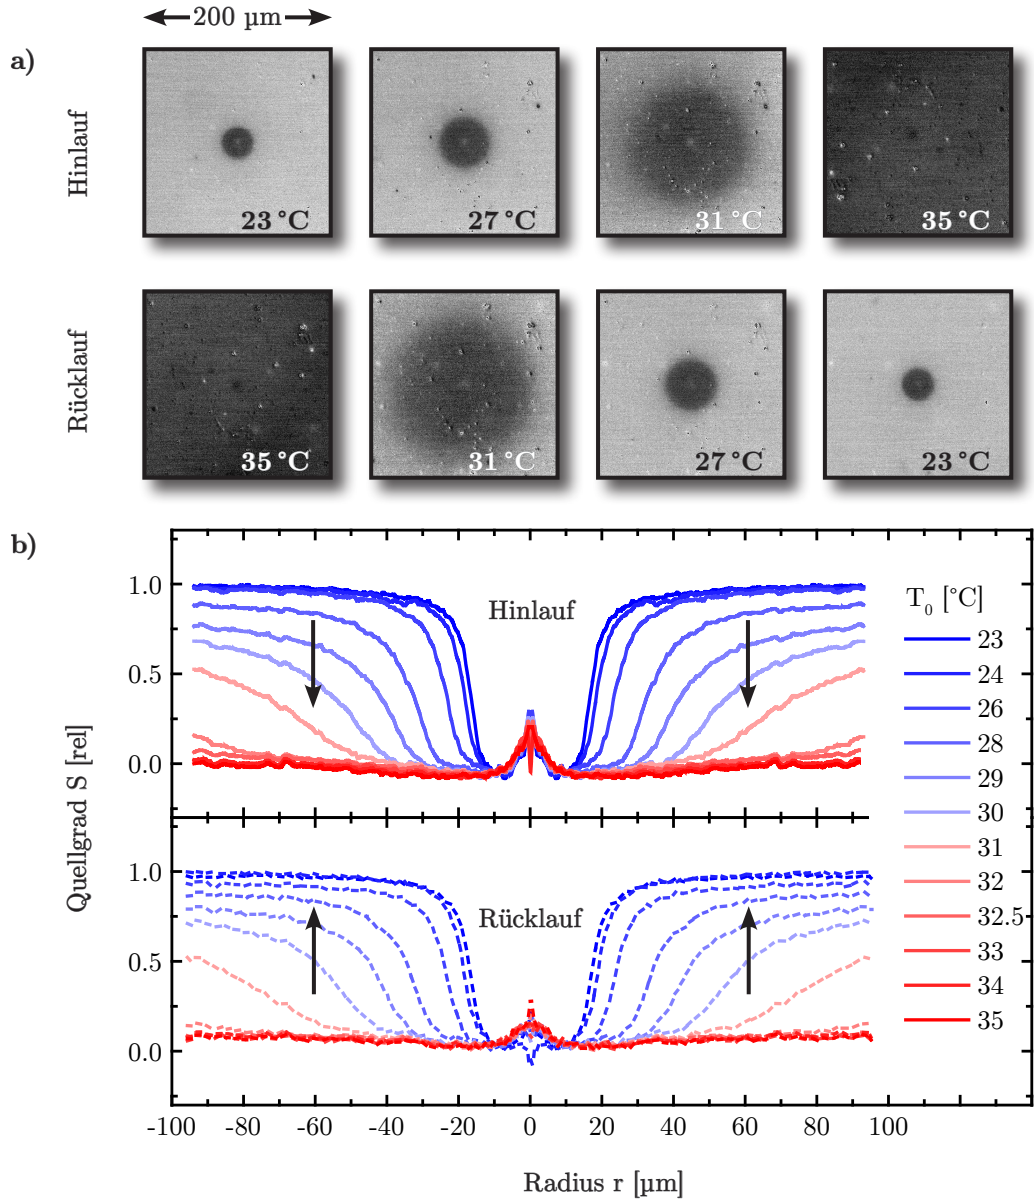 200 µm
a)
Hinlauf
23 °C
27 °C
31 °C
35 °C
Rücklauf
35 °C
31 °C
27 °C
23 °C
b)
Quellgrad S [rel]
1.0
0.5
0.0
Hinlauf
1.0
0.5
0.0
Rücklauf
T0 [°C]
23
24
26
28
29
30
31
32
32.5
33
34
35
-100 -80 -60 -40 -20 0 20 40 60 80 100
Radius r [µm]